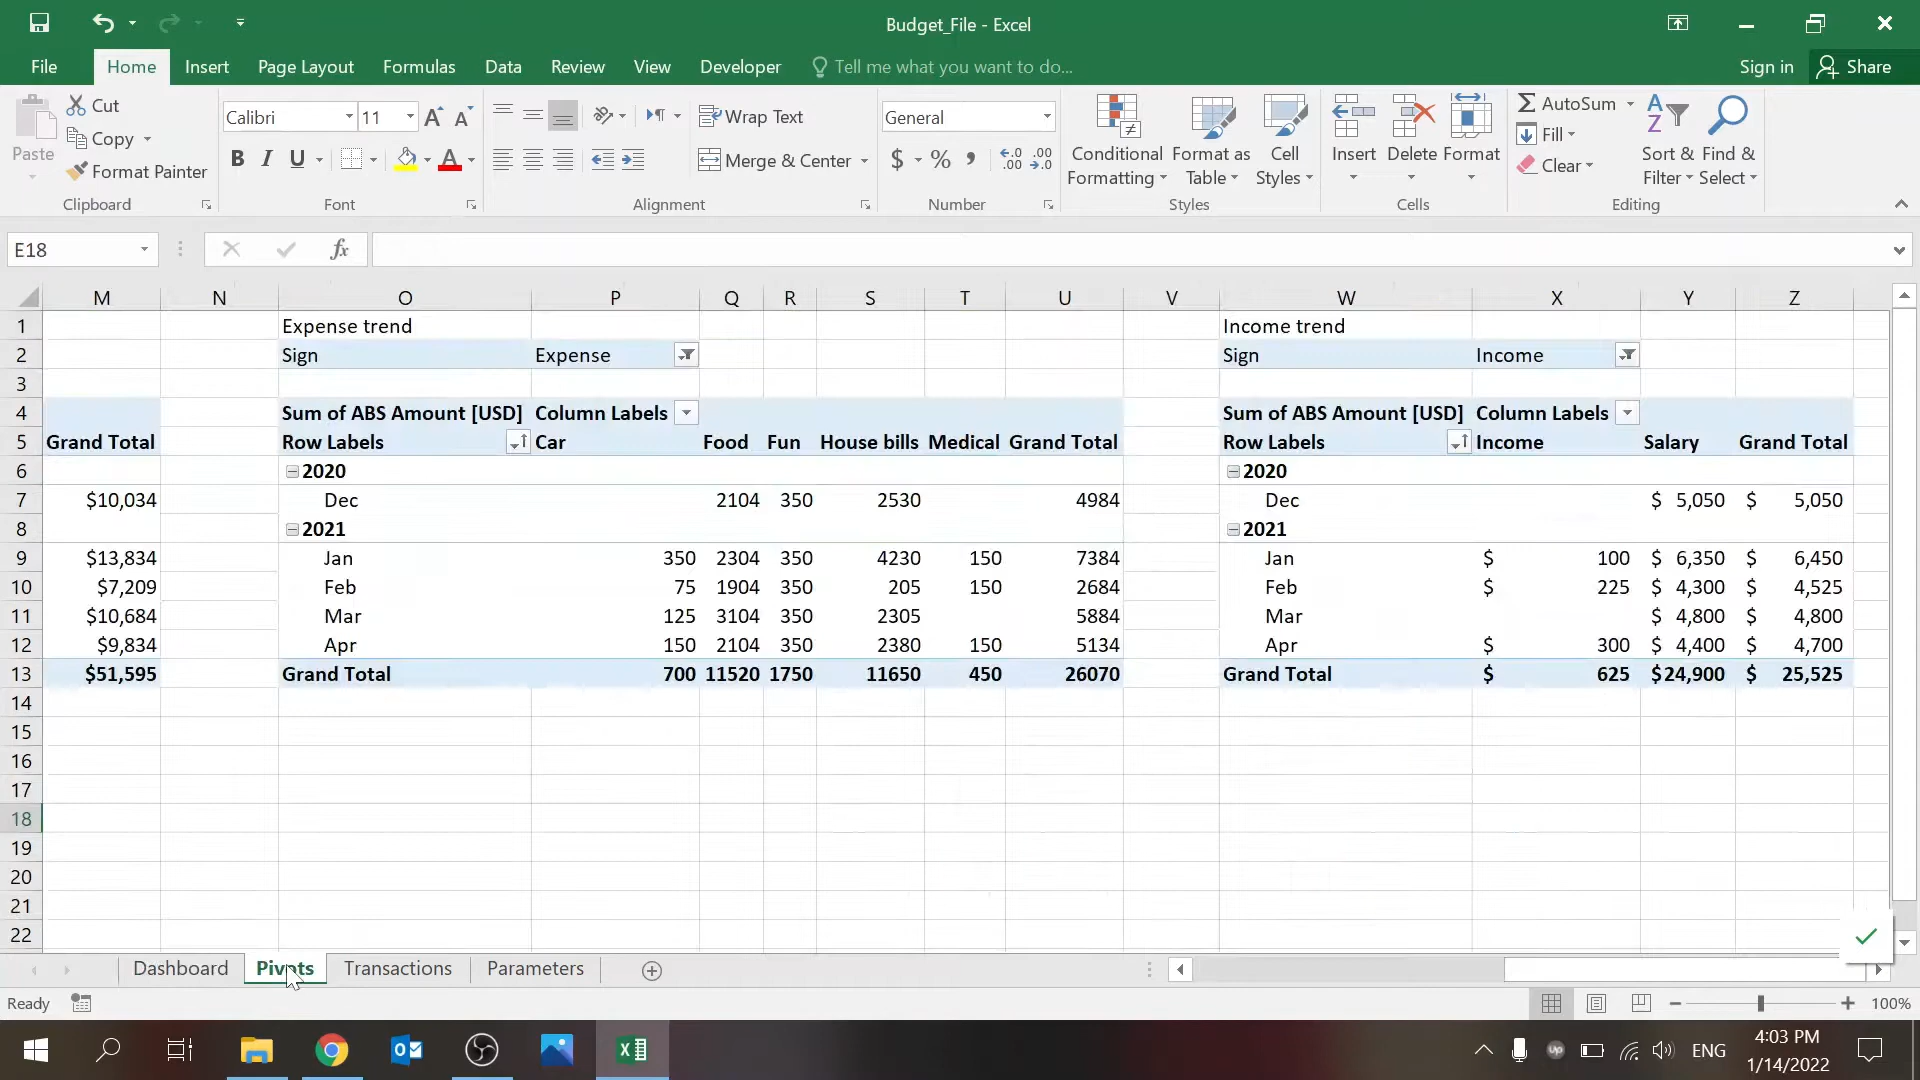 Budget_File - Excel
File Home Insert Page Layout Formulas Data Review View Developer Tell me what you want to do... Sign in Share
Cut
Copy
Format Painter
Paste
Clipboard
Calibri 11
B I U
Font
Wrap Text
Merge & Center
Alignment
General
$ % ,
Number
Conditional Formatting
Format as Table
Cell Styles
Styles
Insert Delete Format
Cells
AutoSum
Fill
Clear
Sort & Filter
Find & Select
Editing
E18 fx
M N O P Q R S T U V W X Y Z
1 Expense trend Income trend
2 Sign Expense Sign Income
3
4 Sum of ABS Amount [USD] Column Labels Sum of ABS Amount [USD] Column Labels
5 Grand Total Row Labels Car Food Fun House bills Medical Grand Total Row Labels Income Salary Grand Total
6 2020 2020
7 $10,034 Dec 2104 350 2530 4984 Dec $ 5,050 $ 5,050
8 2021 2021
9 $13,834 Jan 350 2304 350 4230 150 7384 Jan $ 100 $ 6,350 $ 6,450
10 $7,209 Feb 75 1904 350 205 150 2684 Feb $ 225 $ 4,300 $ 4,525
11 $10,684 Mar 125 3104 350 2305 5884 Mar $ 4,800 $ 4,800
12 $9,834 Apr 150 2104 350 2380 150 5134 Apr $ 300 $ 4,400 $ 4,700
13 $51,595 Grand Total 700 11520 1750 11650 450 26070 Grand Total $ 625 $24,900 $ 25,525
14
15
16
17
18
19
20
21
22
Dashboard Pivots Transactions Parameters
Ready 100%
ENG
4:03 PM
1/14/2022